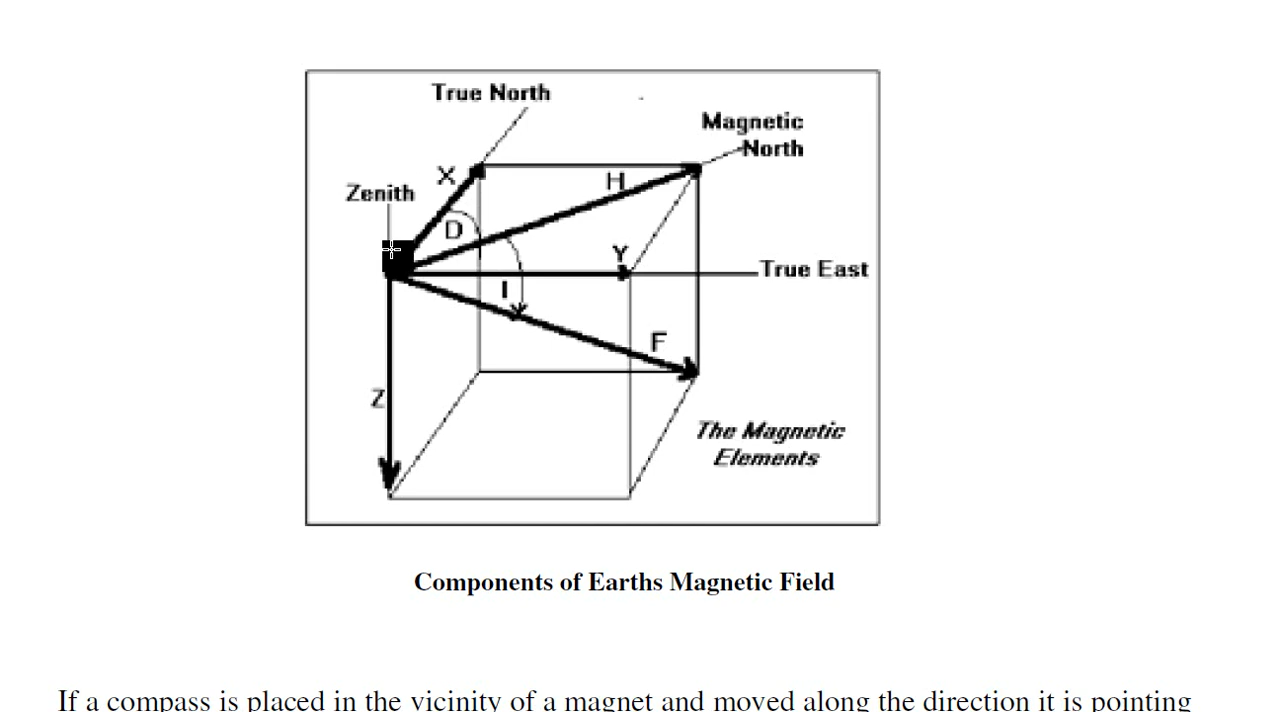 True North
Magnetic
North
X
H
Zenith
D
Y
True East
I
F
Z
The Magnetic
Elements
Components of Earths Magnetic Field
If a compass is placed in the vicinity of a magnet and moved along the direction it is pointing